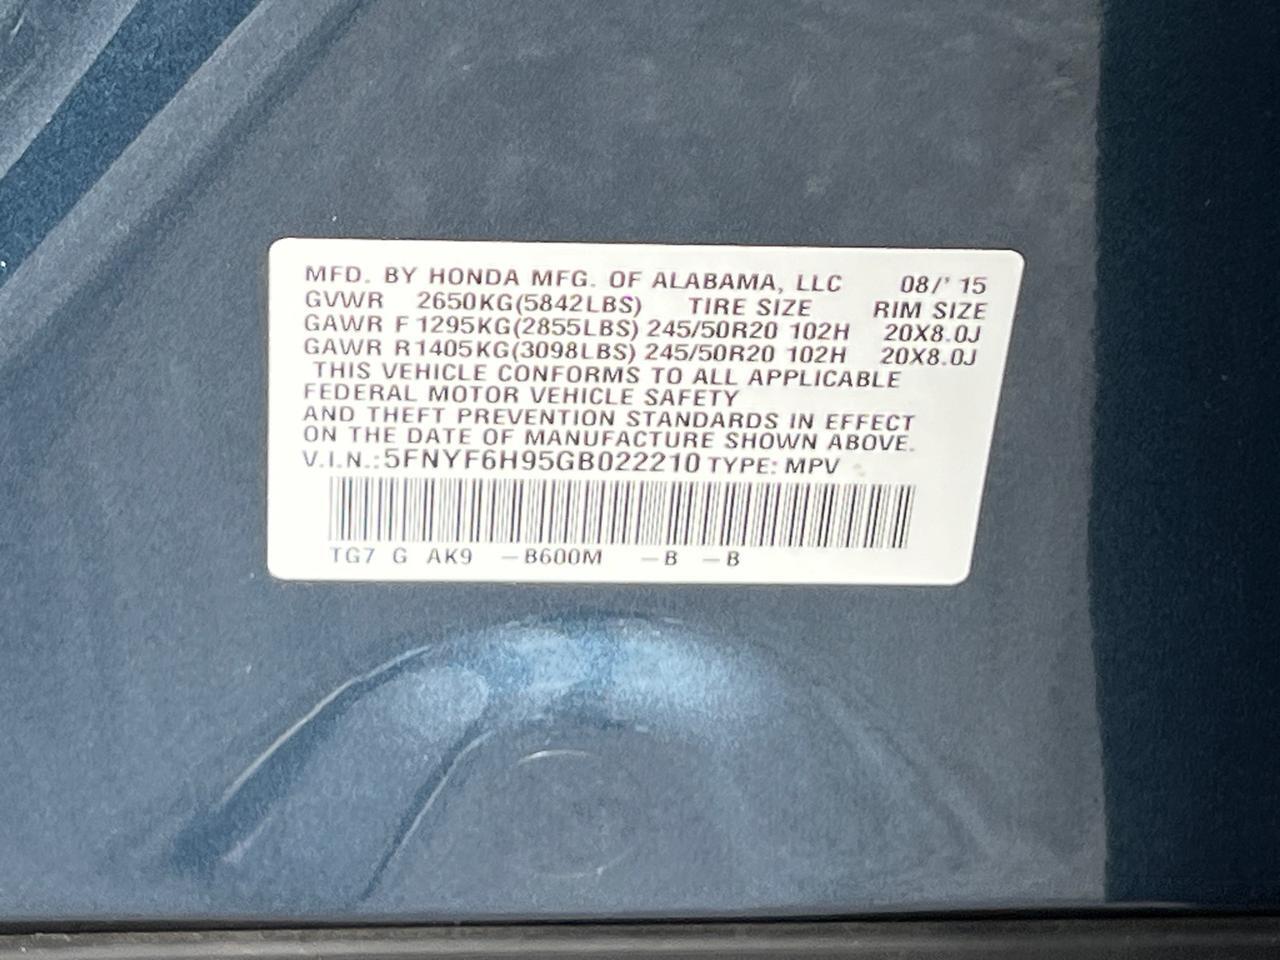 MFD. BY HONDA MFG. OF ALABAMA, LLC 08/' 15
GVWR 2650KG(5842LBS) TIRE SIZE RIM SIZE
GAWR F 1295KG(2855LBS) 245/50R20 102H 20X8.0J
GAWR R 1405KG(3098LBS) 245/50R20 102H 20X8.0J
THIS VEHICLE CONFORMS TO ALL APPLICABLE
FEDERAL MOTOR VEHICLE SAFETY
AND THEFT PREVENTION STANDARDS IN EFFECT
ON THE DATE OF MANUFACTURE SHOWN ABOVE.
V.I.N.:5FNYF6H95GB022210 TYPE: MPV
TG7 G AK9 –B600M –B –B